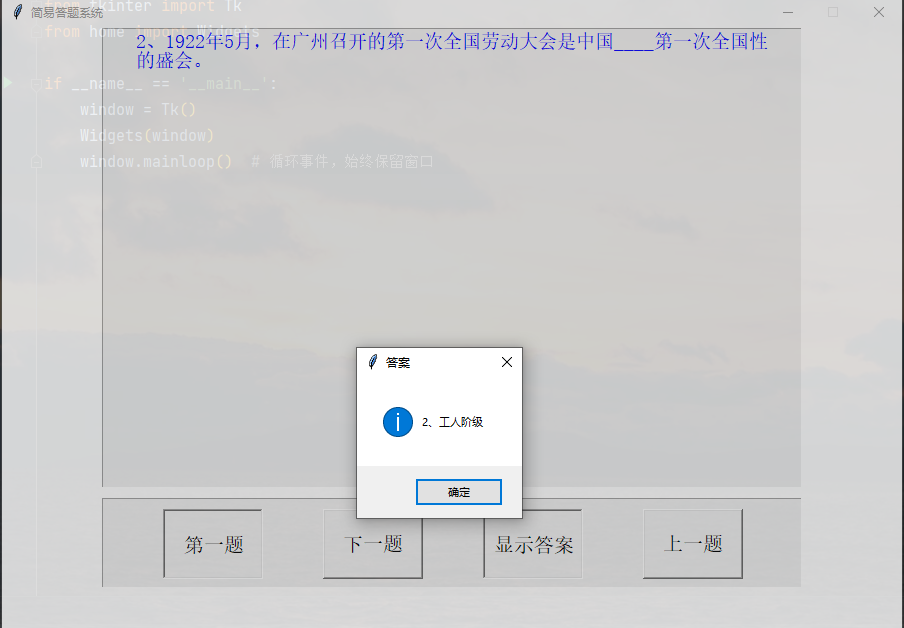 from tkinter import Tk
简易答题系统
from home import Widgets
2、1922年5月，在广州召开的第一次全国劳动大会是中国____第一次全国性
的盛会。
if __name__ == '__main__':
window = Tk()
Widgets(window)
window.mainloop()  # 循环事件，始终保留窗口
答案
2、工人阶级
确定
第一题
下一题
显示答案
上一题